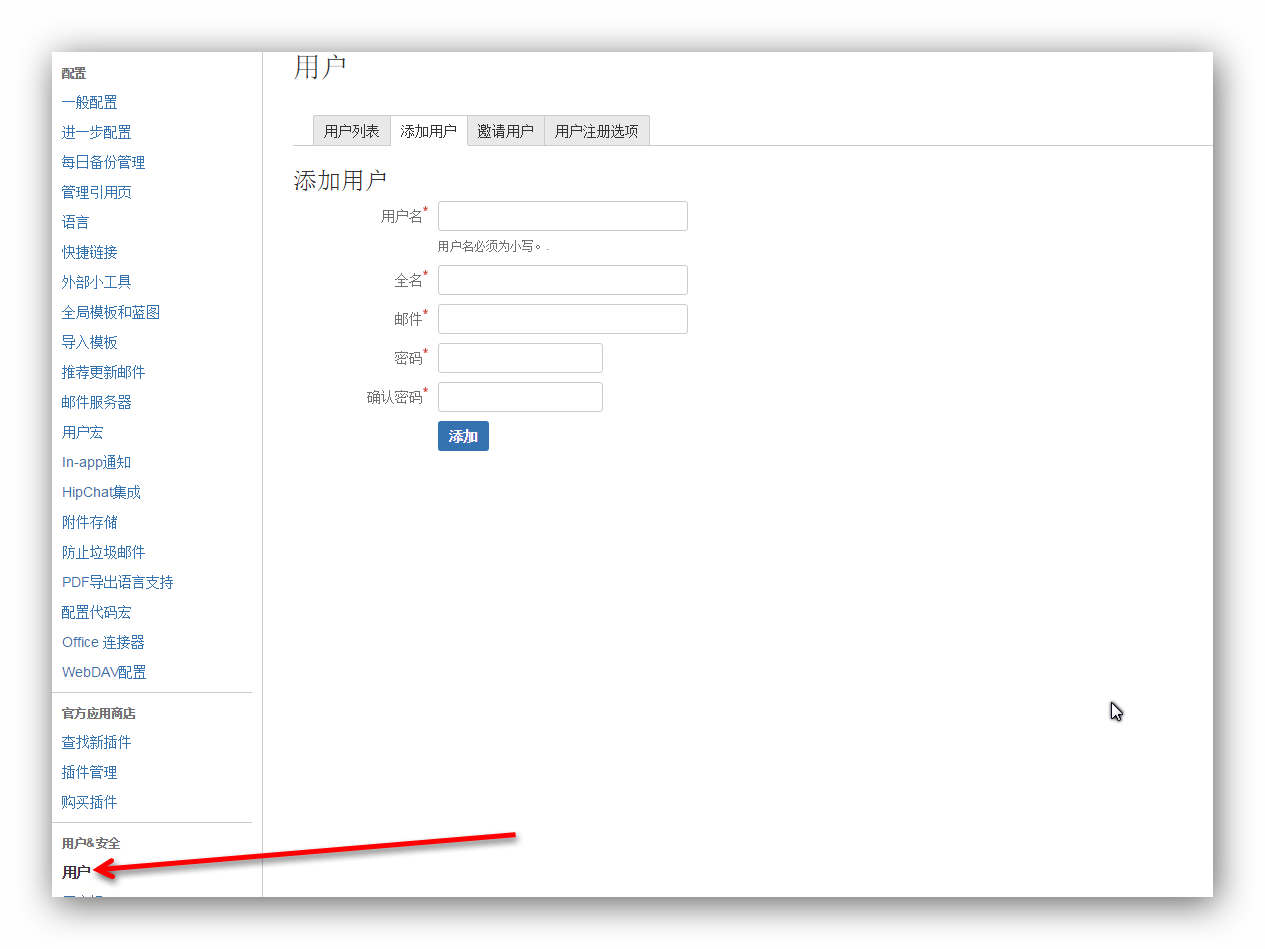 配置
一般配置
进一步配置
每日备份管理
管理引用页
语言
快捷链接
外部小工具
全局模板和蓝图
导入模板
推荐更新邮件
邮件服务器
用户宏
In-app通知
HipChat集成
附件存储
防止垃圾邮件
PDF导出语言支持
配置代码宏
Office 连接器
WebDAV配置
官方应用商店
查找新插件
插件管理
购买插件
用户&安全
用户
用户
用户列表 添加用户 邀请用户 用户注册选项
添加用户
用户名*
用户名必须为小写。.
全名*
邮件*
密码*
确认密码*
添加